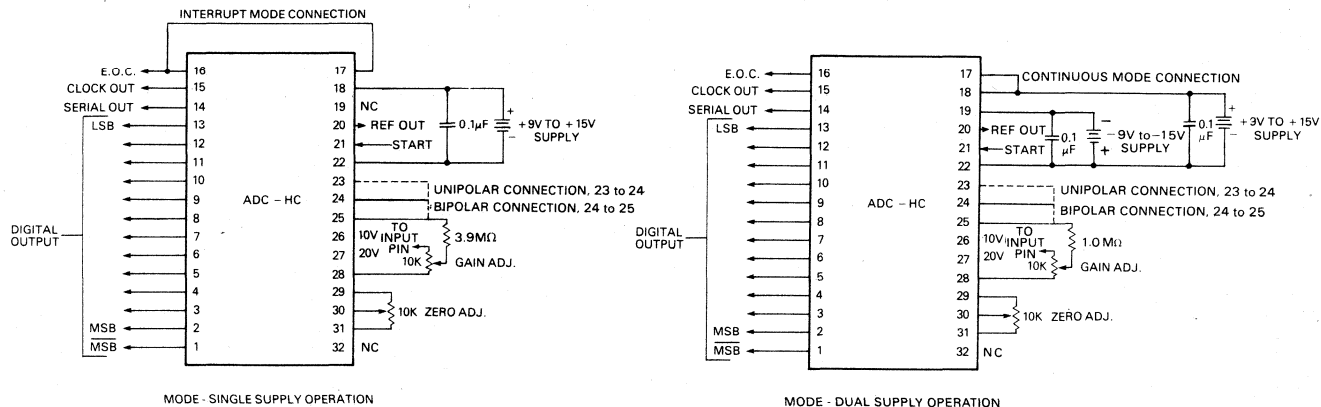 INTERRUPT MODE CONNECTION
E.O.C. 16 17
CLOCK OUT 15 18
SERIAL OUT 14 19 NC
LSB 13 20 REF OUT
12 21 START
11 22
0.1µF
+
+9V TO +15V
-
SUPPLY
10 23 UNIPOLAR CONNECTION, 23 to 24
9 ADC - HC 24 BIPOLAR CONNECTION, 24 to 25
8 25
DIGITAL
OUTPUT
7 26 10V
6 27 20V
TO
INPUT
PIN
3.9MΩ
10K GAIN ADJ.
5 28
4 29
3 30 10K ZERO ADJ.
MSB 2 31
MSB 1 32 NC
MODE - SINGLE SUPPLY OPERATION
E.O.C. 16 17 CONTINUOUS MODE CONNECTION
CLOCK OUT 15 18
SERIAL OUT 14 19
LSB 13 20 REF OUT
12 21 START
11 22
0.1
µF
-
-9V to -15V
SUPPLY
+
0.1
µF
+
+3V TO +15V
-
SUPPLY
10 23 UNIPOLAR CONNECTION, 23 to 24
9 ADC - HC 24 BIPOLAR CONNECTION, 24 to 25
8 25
DIGITAL
OUTPUT
7 26 10V
6 27 20V
TO
INPUT
PIN
1.0 MΩ
10K GAIN ADJ.
5 28
4 29
3 30 10K ZERO ADJ.
MSB 2 31
MSB 1 32 NC
MODE - DUAL SUPPLY OPERATION